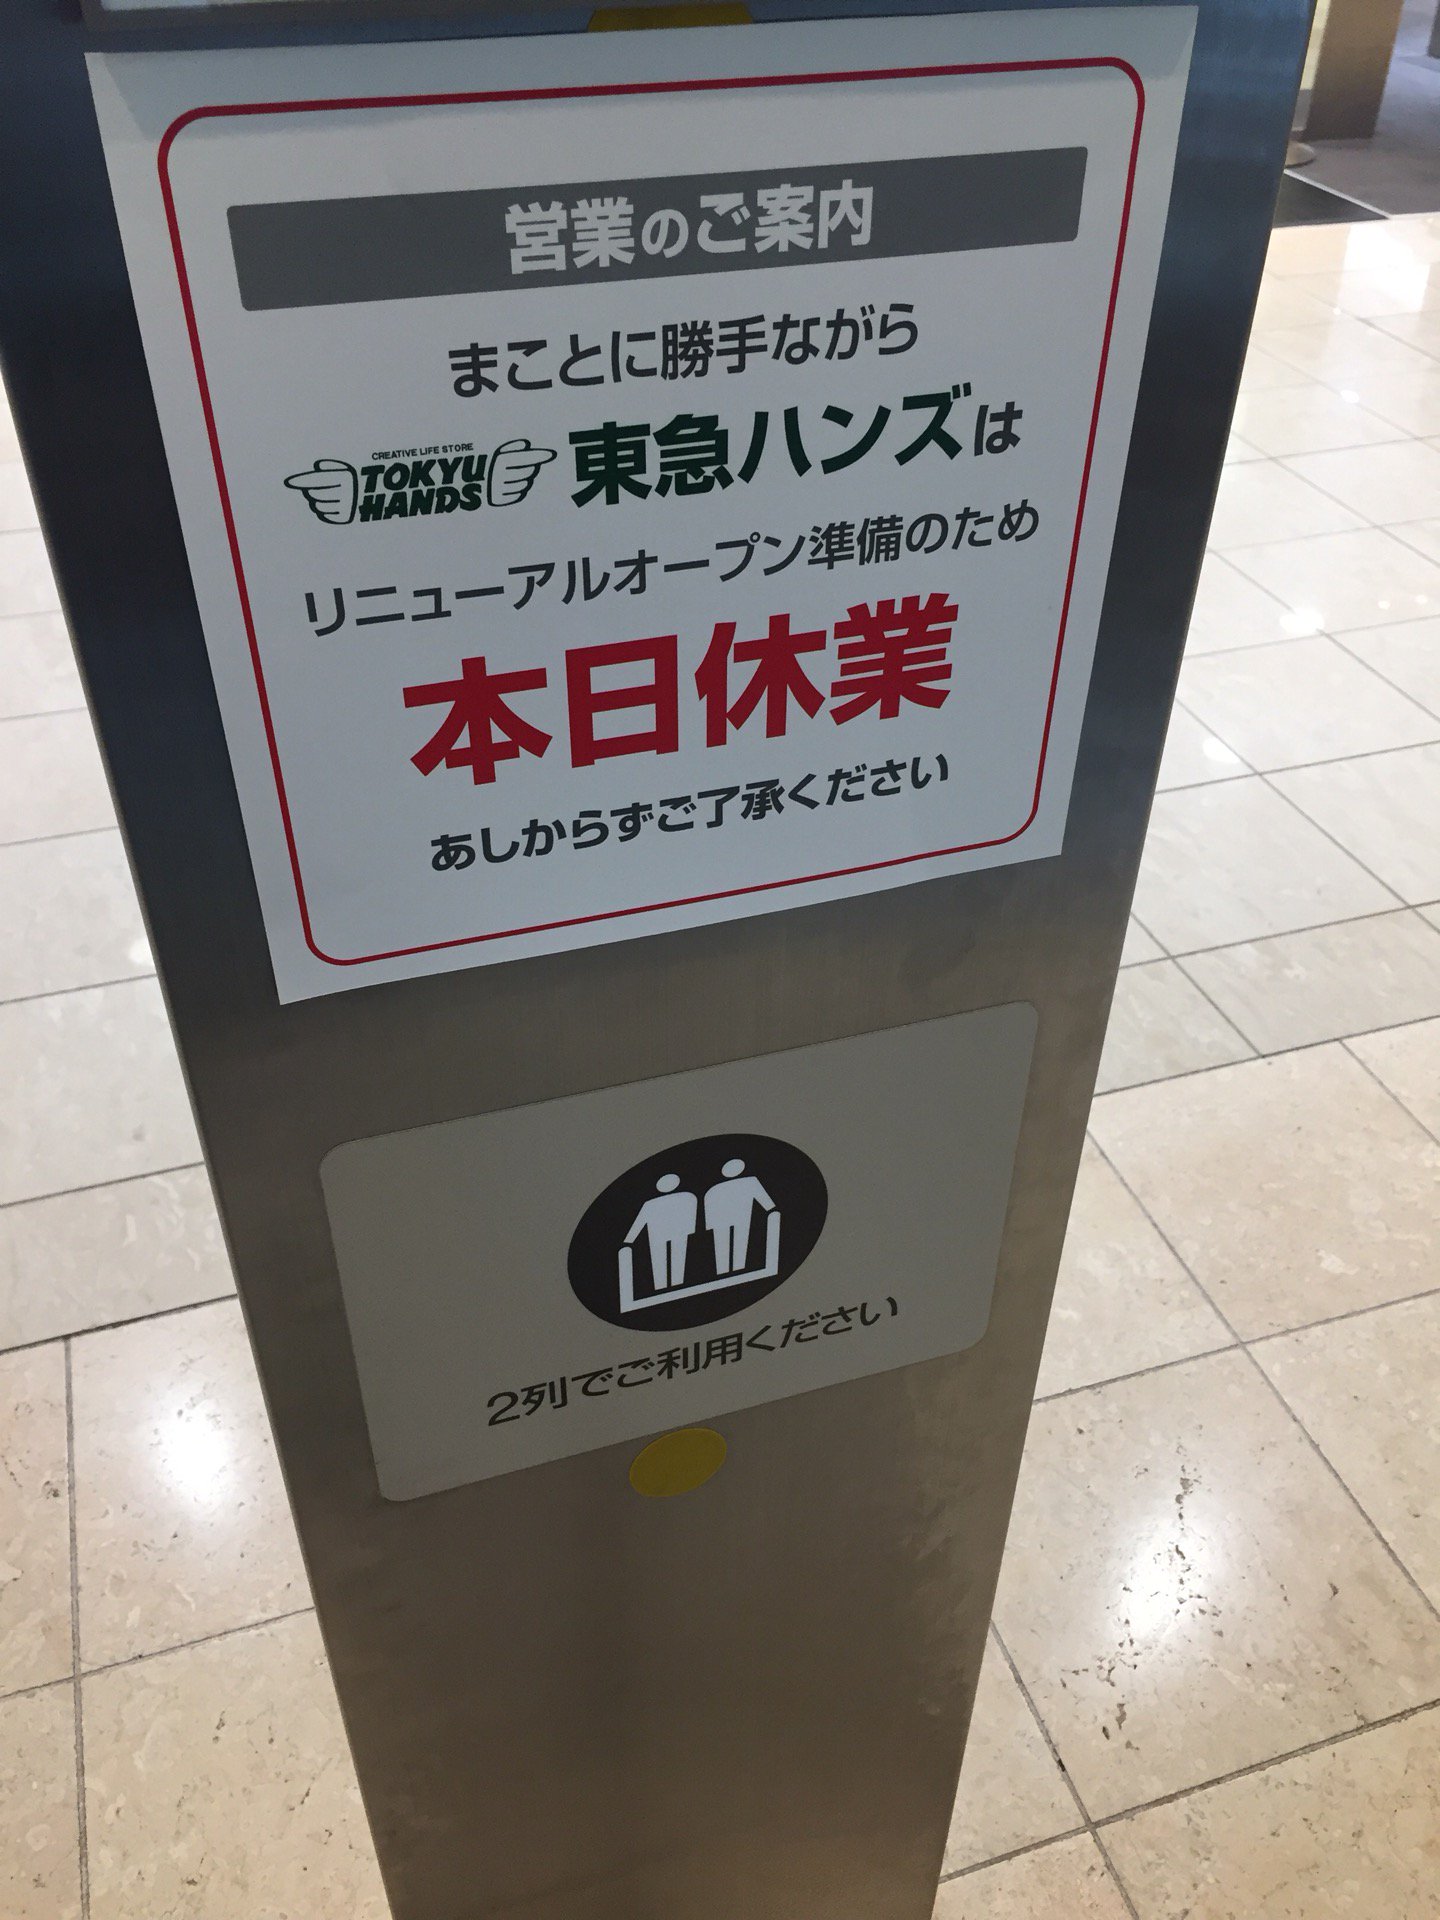 営業のご案内
まことに勝手ながら
CREATIVE LIFE STORE
TOKYU
HANDS
東急ハンズは
リニューアルオープン準備のため
本日休業
あしからずご了承ください
2列でご利用ください